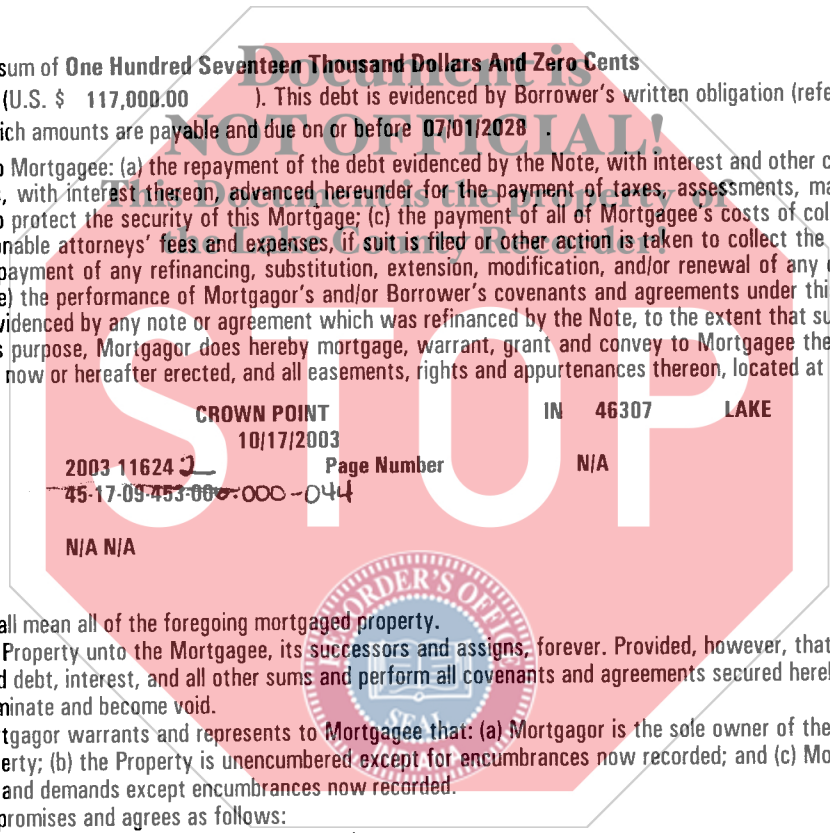 Document is
sum of One Hundred Seventeen Thousand Dollars And Zero Cents
(U.S. $ 117,000.00 ). This debt is evidenced by Borrower's written obligation (refe
ich amounts are payable and due on or before 07/01/2028 .
NOT OFFICIAL!
o Mortgagee: (a) the repayment of the debt evidenced by the Note, with interest and other c
, with interest thereon, advanced hereunder for the payment of taxes, assessments, ma
This Document is the property of
o protect the security of this Mortgage; (c) the payment of all of Mortgagee's costs of col
nable attorneys' fees and expenses, if suit is filed or other action is taken to collect the
the Lake County Recorder!
payment of any refinancing, substitution, extension, modification, and/or renewal of any
e) the performance of Mortgagor's and/or Borrower's covenants and agreements under thi
videnced by any note or agreement which was refinanced by the Note, to the extent that su
s purpose, Mortgagor does hereby mortgage, warrant, grant and convey to Mortgagee the
now or hereafter erected, and all easements, rights and appurtenances thereon, located at
STOP
CROWN POINT IN 46307 LAKE
10/17/2003
2003 11624 2 Page Number N/A
45-17-09-453-006.000-044
N/A N/A
all mean all of the foregoing mortgaged property.
Property unto the Mortgagee, its successors and assigns, forever. Provided, however, that
d debt, interest, and all other sums and perform all covenants and agreements secured herel
minate and become void.
tgagor warrants and represents to Mortgagee that: (a) Mortgagor is the sole owner of the
erty; (b) the Property is unencumbered except for encumbrances now recorded; and (c) Mo
and demands except encumbrances now recorded.
promises and agrees as follows:
RECORDER'S OFFICE
SEAL
INDIANA